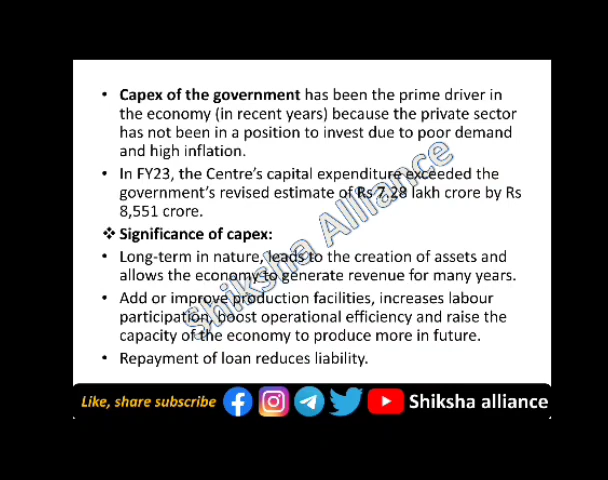 • Capex of the government has been the prime driver in
the economy (in recent years) because the private sector
has not been in a position to invest due to poor demand
and high inflation.
• In FY23, the Centre's capital expenditure exceeded the
government's revised estimate of Rs 7.28 lakh crore by Rs
8,551 crore.
❖ Significance of capex:
• Long-term in nature, leads to the creation of assets and
allows the economy to generate revenue for many years.
• Add or improve production facilities, increases labour
participation, boost operational efficiency and raise the
capacity of the economy to produce more in future.
• Repayment of loan reduces liability.
Shiksha Alliance
Like, share subscribe Shiksha alliance